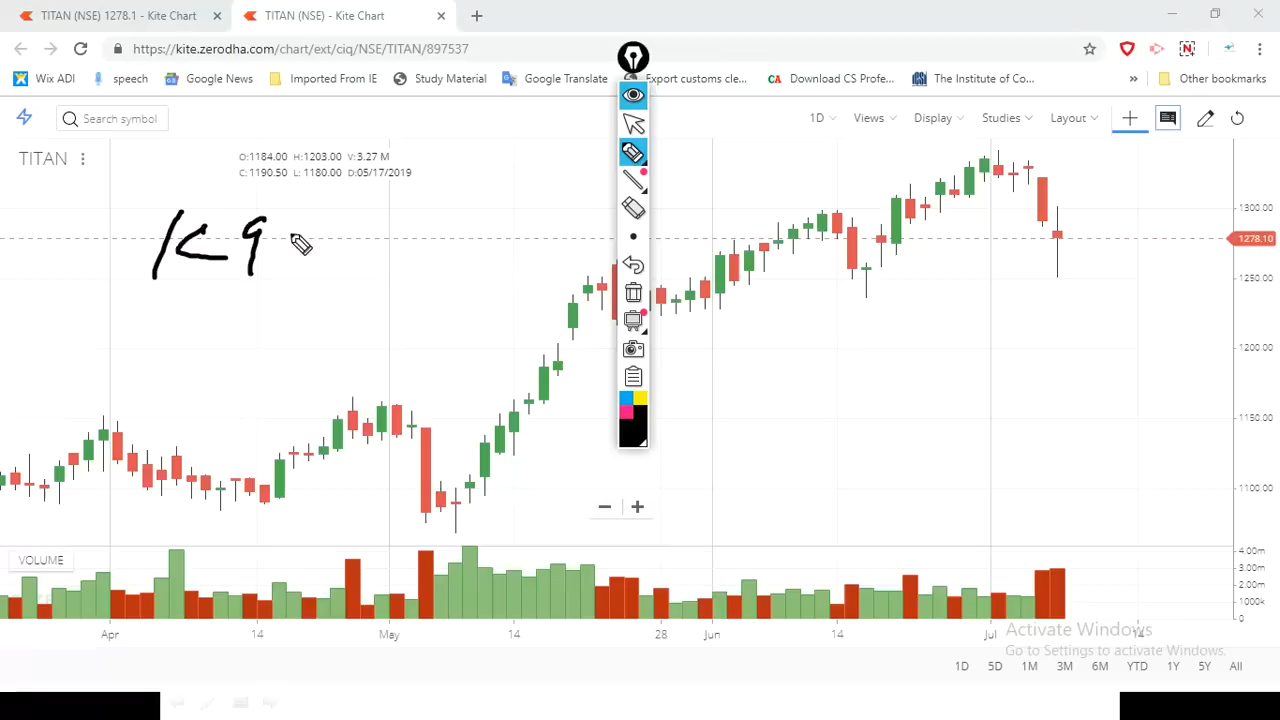 TITAN (NSE) 1278.1 - Kite Chart
TITAN (NSE) - Kite Chart
https://kite.zerodha.com/chart/ext/ciq/NSE/TITAN/897537
Wix ADI speech Google News Imported From IE Study Material Google Translate Export customs cle... CA Download CS Profe... The Institute of Co... » Other bookmarks
Search symbol 1D Views Display Studies Layout
TITAN
O:1184.00 H:1203.00 V:3.27 M
C:1190.50 L: 1180.00 D:05/17/2019
K9
1300.00
1278.10
1250.00
1200.00
1150.00
1100.00
VOLUME
4.00m
3.00m
2.00m
1000k
0
Apr 14 May 14 28 Jun 14 Jul 14
Activate Windows
Go to Settings to activate Windows.
1D 5D 1M 3M 6M YTD 1Y 5Y All